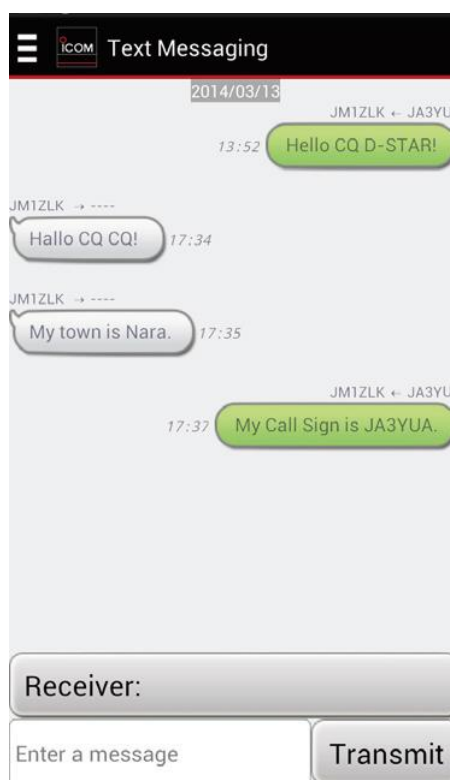 ICOM Text Messaging
2014/03/13
JM1ZLK ← JA3YU
13:52 Hello CQ D-STAR!
JM1ZLK → ----
Hallo CQ CQ! 17:34
JM1ZLK → ----
My town is Nara. 17:35
JM1ZLK ← JA3YU
17:37 My Call Sign is JA3YUA.
Receiver:
Enter a message Transmit